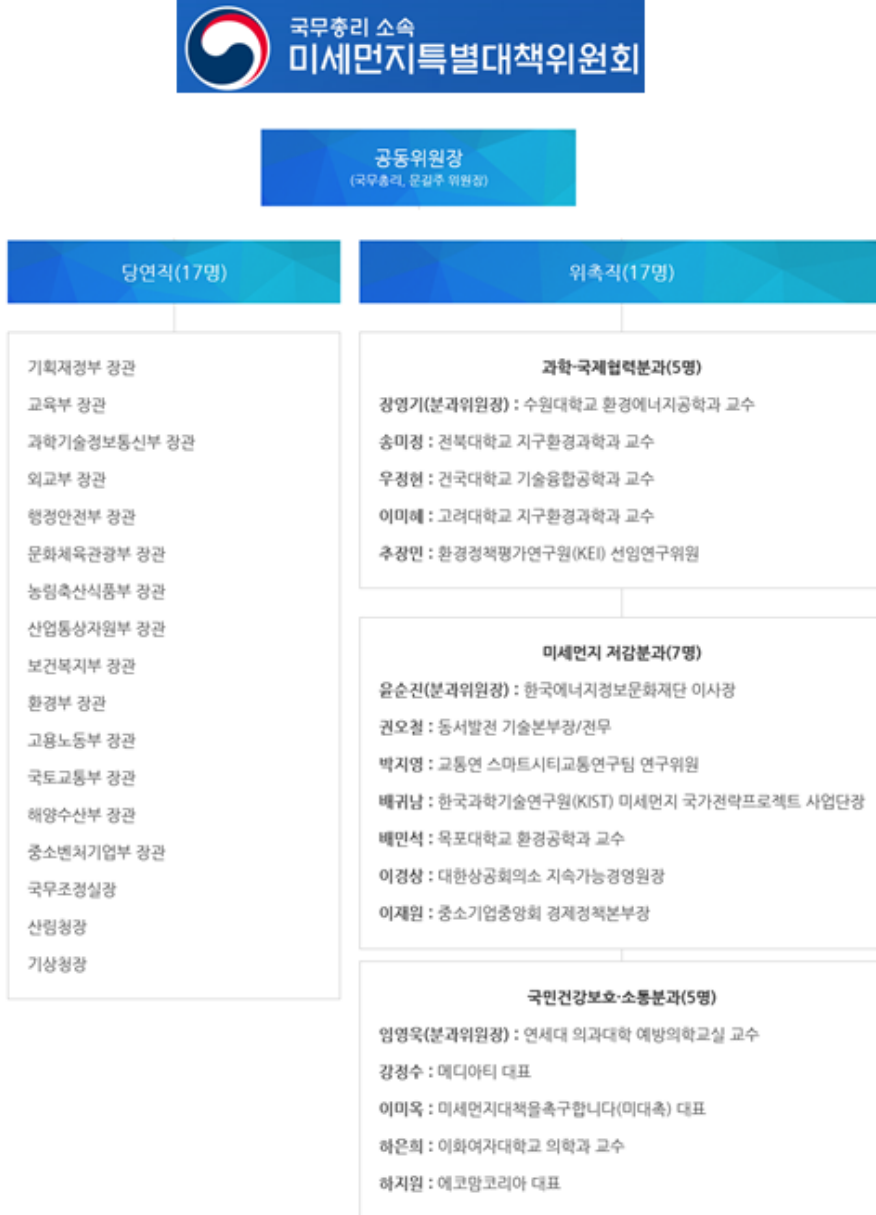 국무총리 소속
미세먼지특별대책위원회
공동위원장
(국무총리, 문길주 위원장)
당연직(17명)
기획재정부 장관
교육부 장관
과학기술정보통신부 장관
외교부 장관
행정안전부 장관
문화체육관광부 장관
농림축산식품부 장관
산업통상자원부 장관
보건복지부 장관
환경부 장관
고용노동부 장관
국토교통부 장관
해양수산부 장관
중소벤처기업부 장관
국무조정실장
산림청장
기상청장
위촉직(17명)
과학·국제협력분과(5명)
장영기(분과위원장) : 수원대학교 환경에너지공학과 교수
송미정 : 전북대학교 지구환경과학과 교수
우정현 : 건국대학교 기술융합공학과 교수
이미혜 : 고려대학교 지구환경과학과 교수
추장민 : 환경정책평가연구원(KEI) 선임연구위원
미세먼지 저감분과(7명)
윤순진(분과위원장) : 한국에너지정보문화재단 이사장
권오철 : 동서발전 기술본부장/전무
박지영 : 교통연 스마트시티교통연구팀 연구위원
배귀남 : 한국과학기술연구원(KIST) 미세먼지 국가전략프로젝트 사업단장
배민석 : 목포대학교 환경공학과 교수
이경상 : 대한상공회의소 지속가능경영원장
이재원 : 중소기업중앙회 경제정책본부장
국민건강보호·소통분과(5명)
임영욱(분과위원장) : 연세대 의과대학 예방의학교실 교수
강정수 : 메디아티 대표
이미옥 : 미세먼지대책을촉구합니다(미대촉) 대표
하은희 : 이화여자대학교 의학과 교수
하지원 : 에코맘코리아 대표